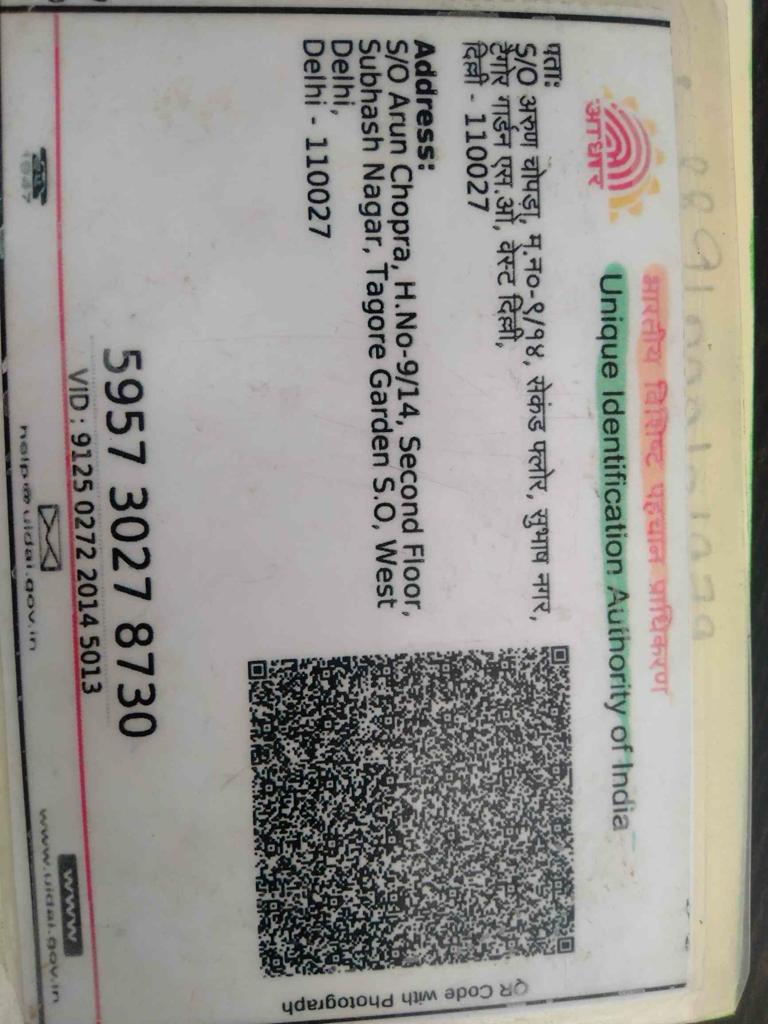 भारतीय विशिष्ट पहचान प्राधिकरण
Unique Identification Authority of India
आधार
पताः
S/O अरुण चोपड़ा, म.न०-९/१४, सेकंड फ्लोर, सुभाष नगर,
टैगोर गार्डन एस.ओ, वेस्ट दिल्ली,
दिल्ली - 110027
Address:
S/O Arun Chopra, H.No-9/14, Second Floor,
Subhash Nagar, Tagore Garden S.O, West
Delhi,
Delhi - 110027
QR Code with Photograph
5957 3027 8730
VID : 9125 0272 2014 5013
1947
help@uidai.gov.in
www
www.uidai.gov.in